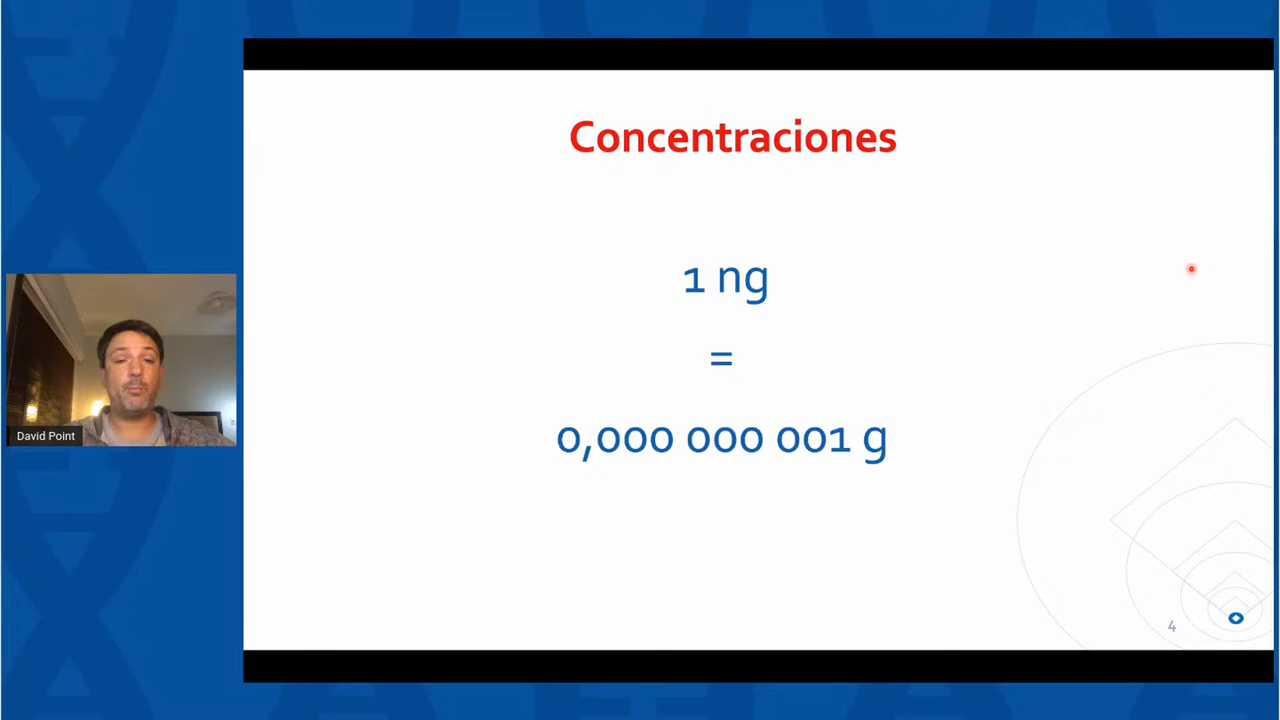 Concentraciones
1 ng
=
0,000 000 001 g
David Point
4